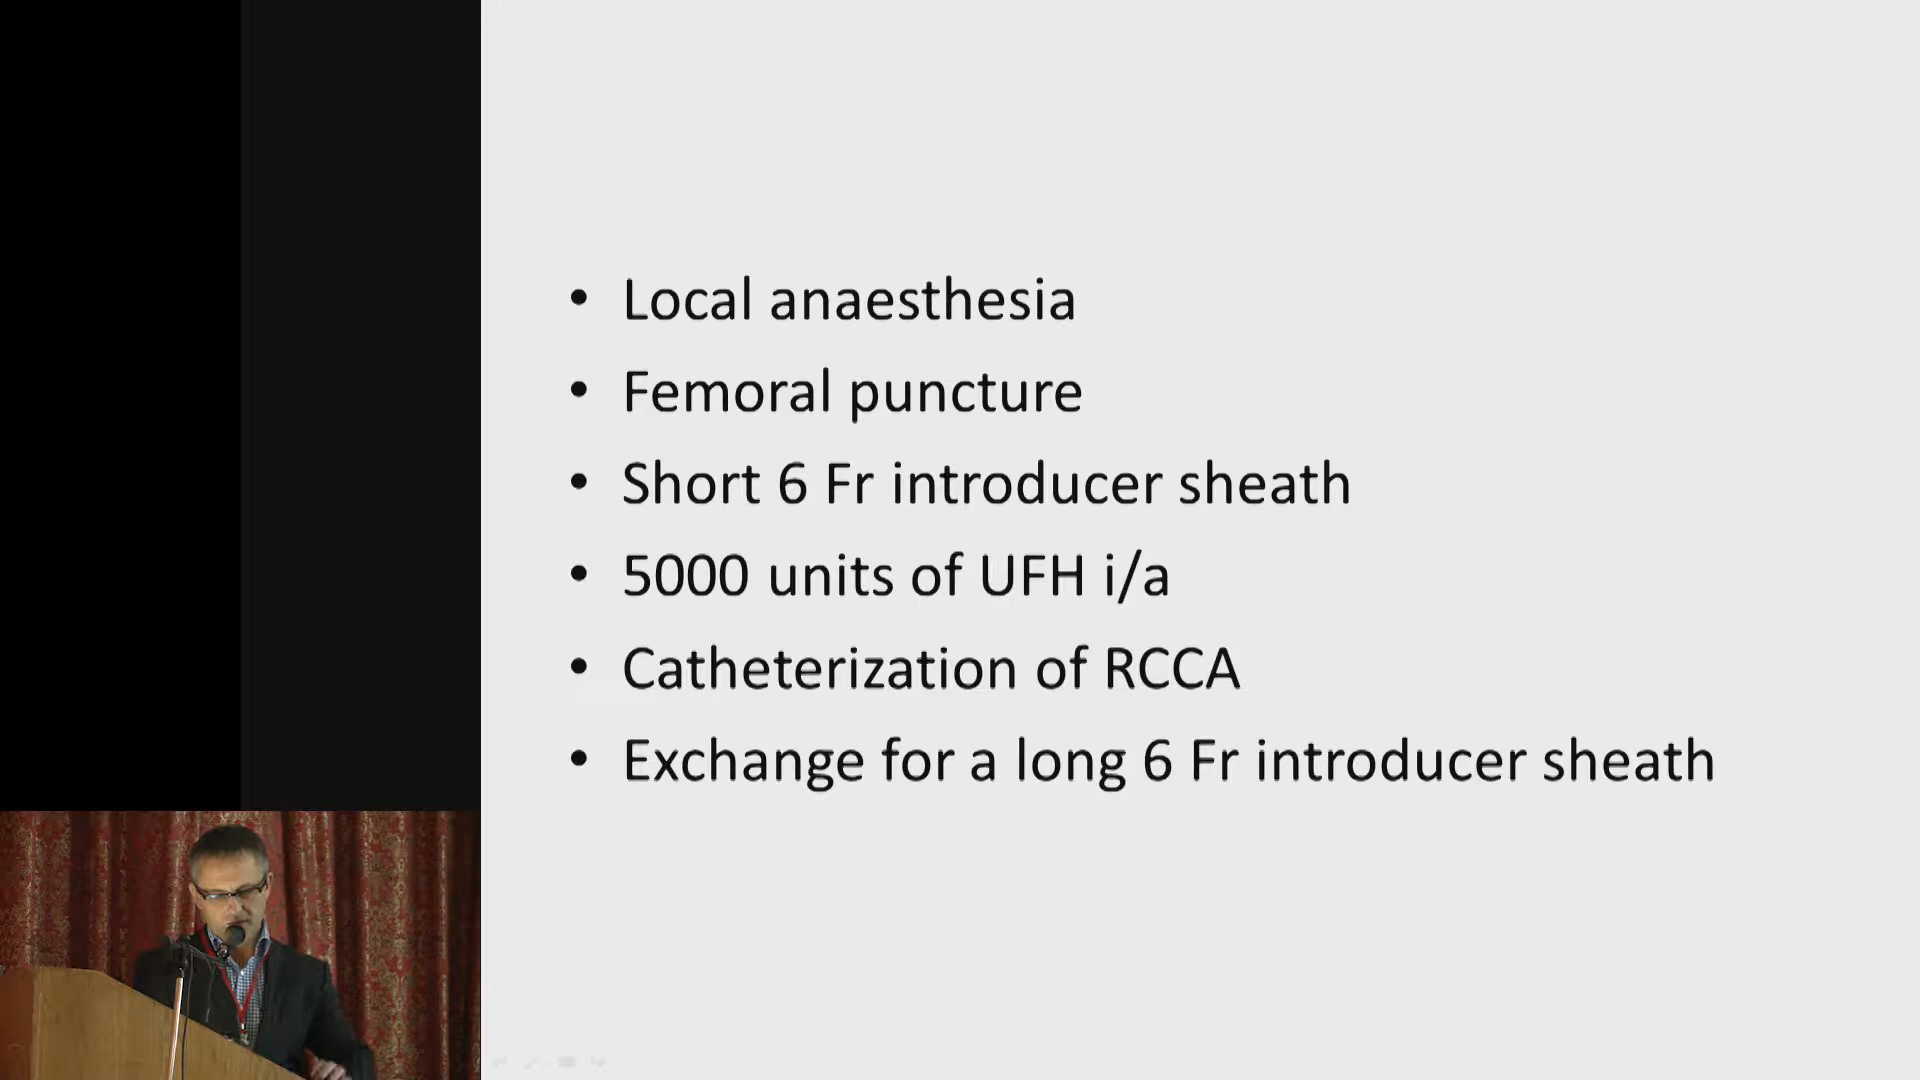 • Local anaesthesia
• Femoral puncture
• Short 6 Fr introducer sheath
• 5000 units of UFH i/a
• Catheterization of RCCA
• Exchange for a long 6 Fr introducer sheath